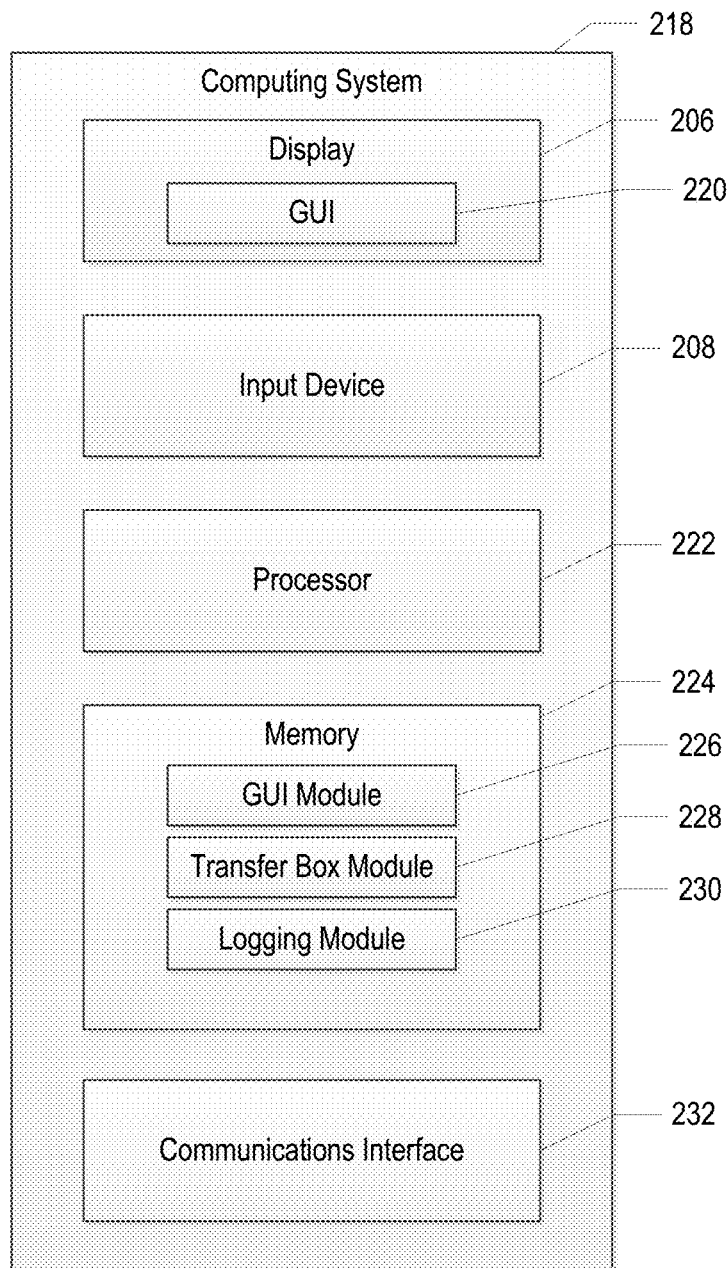 218
Computing System
206
Display
220
GUI
208
Input Device
222
Processor
224
Memory
226
GUI Module
228
Transfer Box Module
230
Logging Module
232
Communications Interface